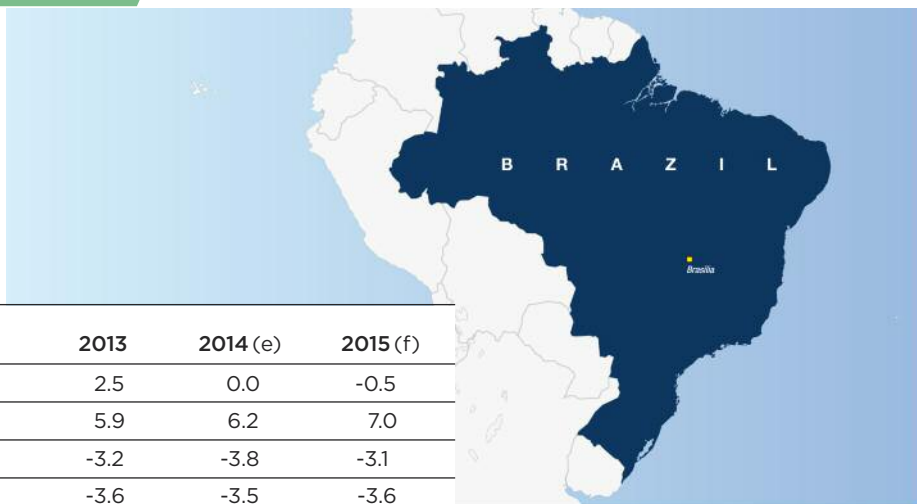 B R A Z I L
Brasilia
2013 2014 (e) 2015 (f)
2.5 0.0 -0.5
5.9 6.2 7.0
-3.2 -3.8 -3.1
-3.6 -3.5 -3.6